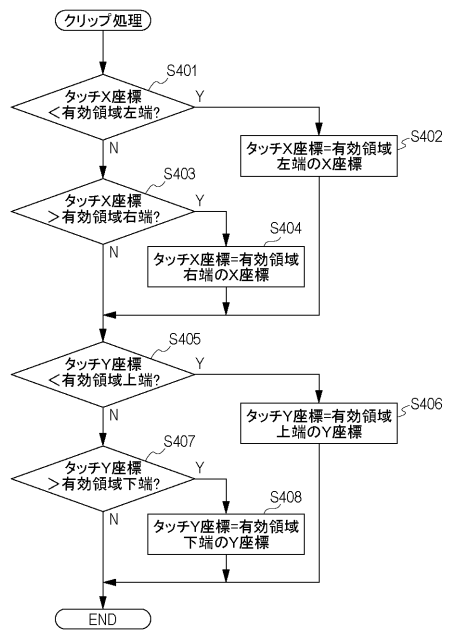 クリップ処理
S401
タッチX座標
<有効領域左端?
Y
S402
タッチX座標=有効領域
左端のX座標
N
S403
タッチX座標
>有効領域右端?
Y
S404
タッチX座標=有効領域
右端のX座標
N
S405
タッチY座標
<有効領域上端?
Y
S406
タッチY座標=有効領域
上端のY座標
N
S407
タッチY座標
>有効領域下端?
Y
S408
タッチY座標=有効領域
下端のY座標
N
END